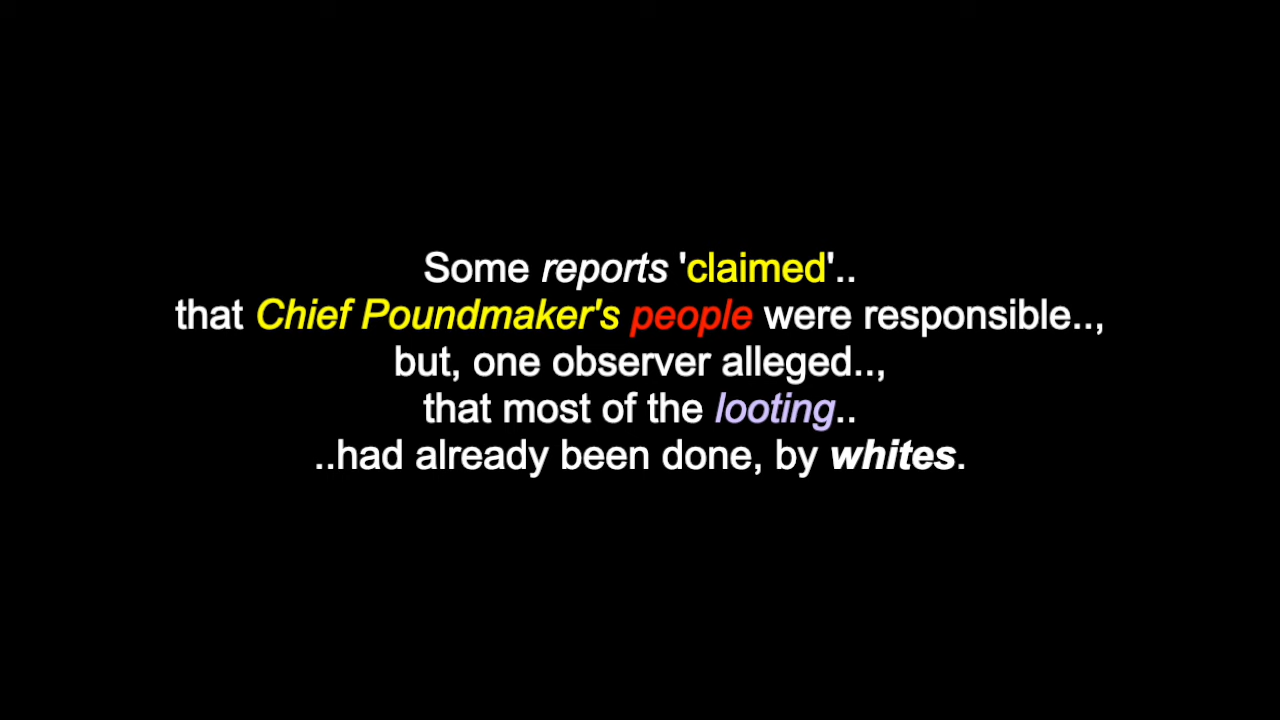 Some reports 'claimed'..
that Chief Poundmaker's people were responsible..,
but, one observer alleged..,
that most of the looting..
..had already been done, by whites.